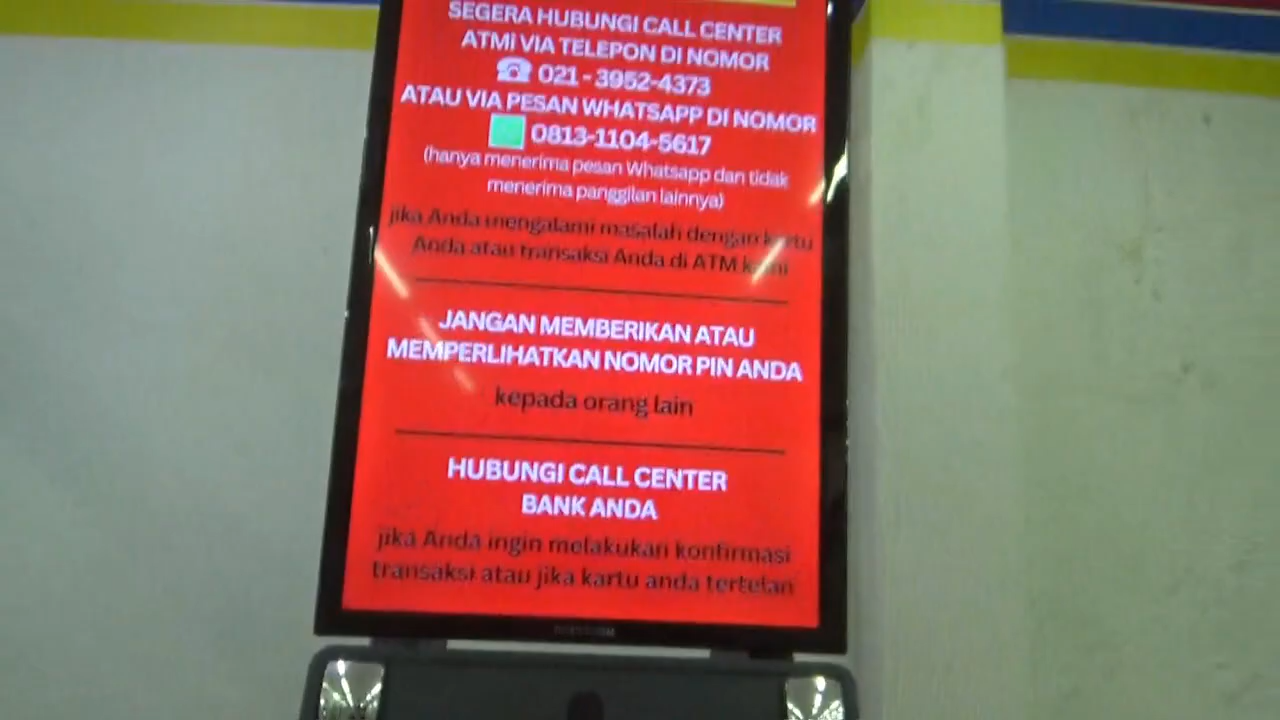 SEGERA HUBUNGI CALL CENTER
ATMI VIA TELEPON DI NOMOR
021 - 3952-4373
ATAU VIA PESAN WHATSAPP DI NOMOR
0813-1104-5617
(hanya menerima pesan Whatsapp dan tidak
menerima panggilan lainnya)
jika Anda mengalami masalah dengan kartu
Anda atau transaksi Anda di ATM kami
JANGAN MEMBERIKAN ATAU
MEMPERLIHATKAN NOMOR PIN ANDA
kepada orang lain
HUBUNGI CALL CENTER
BANK ANDA
jika Anda ingin melakukan konfirmasi
transaksi atau jika kartu anda tertelan